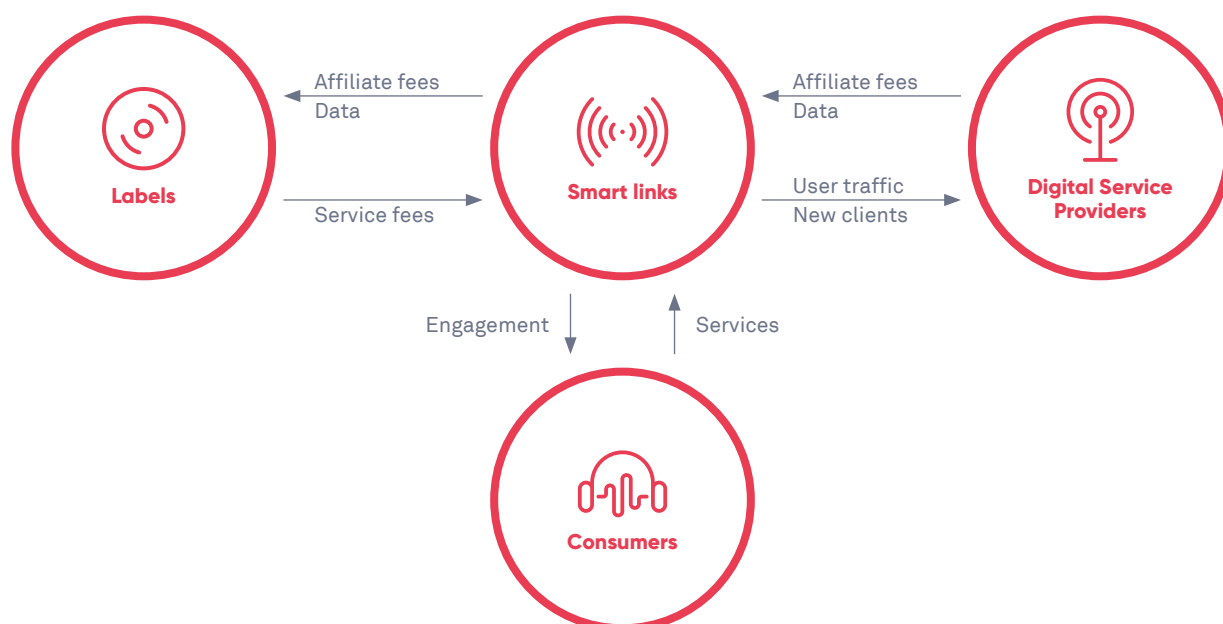 Affiliate fees
Data
Affiliate fees
Data
Labels
Smart links
Digital Service
Providers
Service fees
User traffic
New clients
Engagement
Services
Consumers